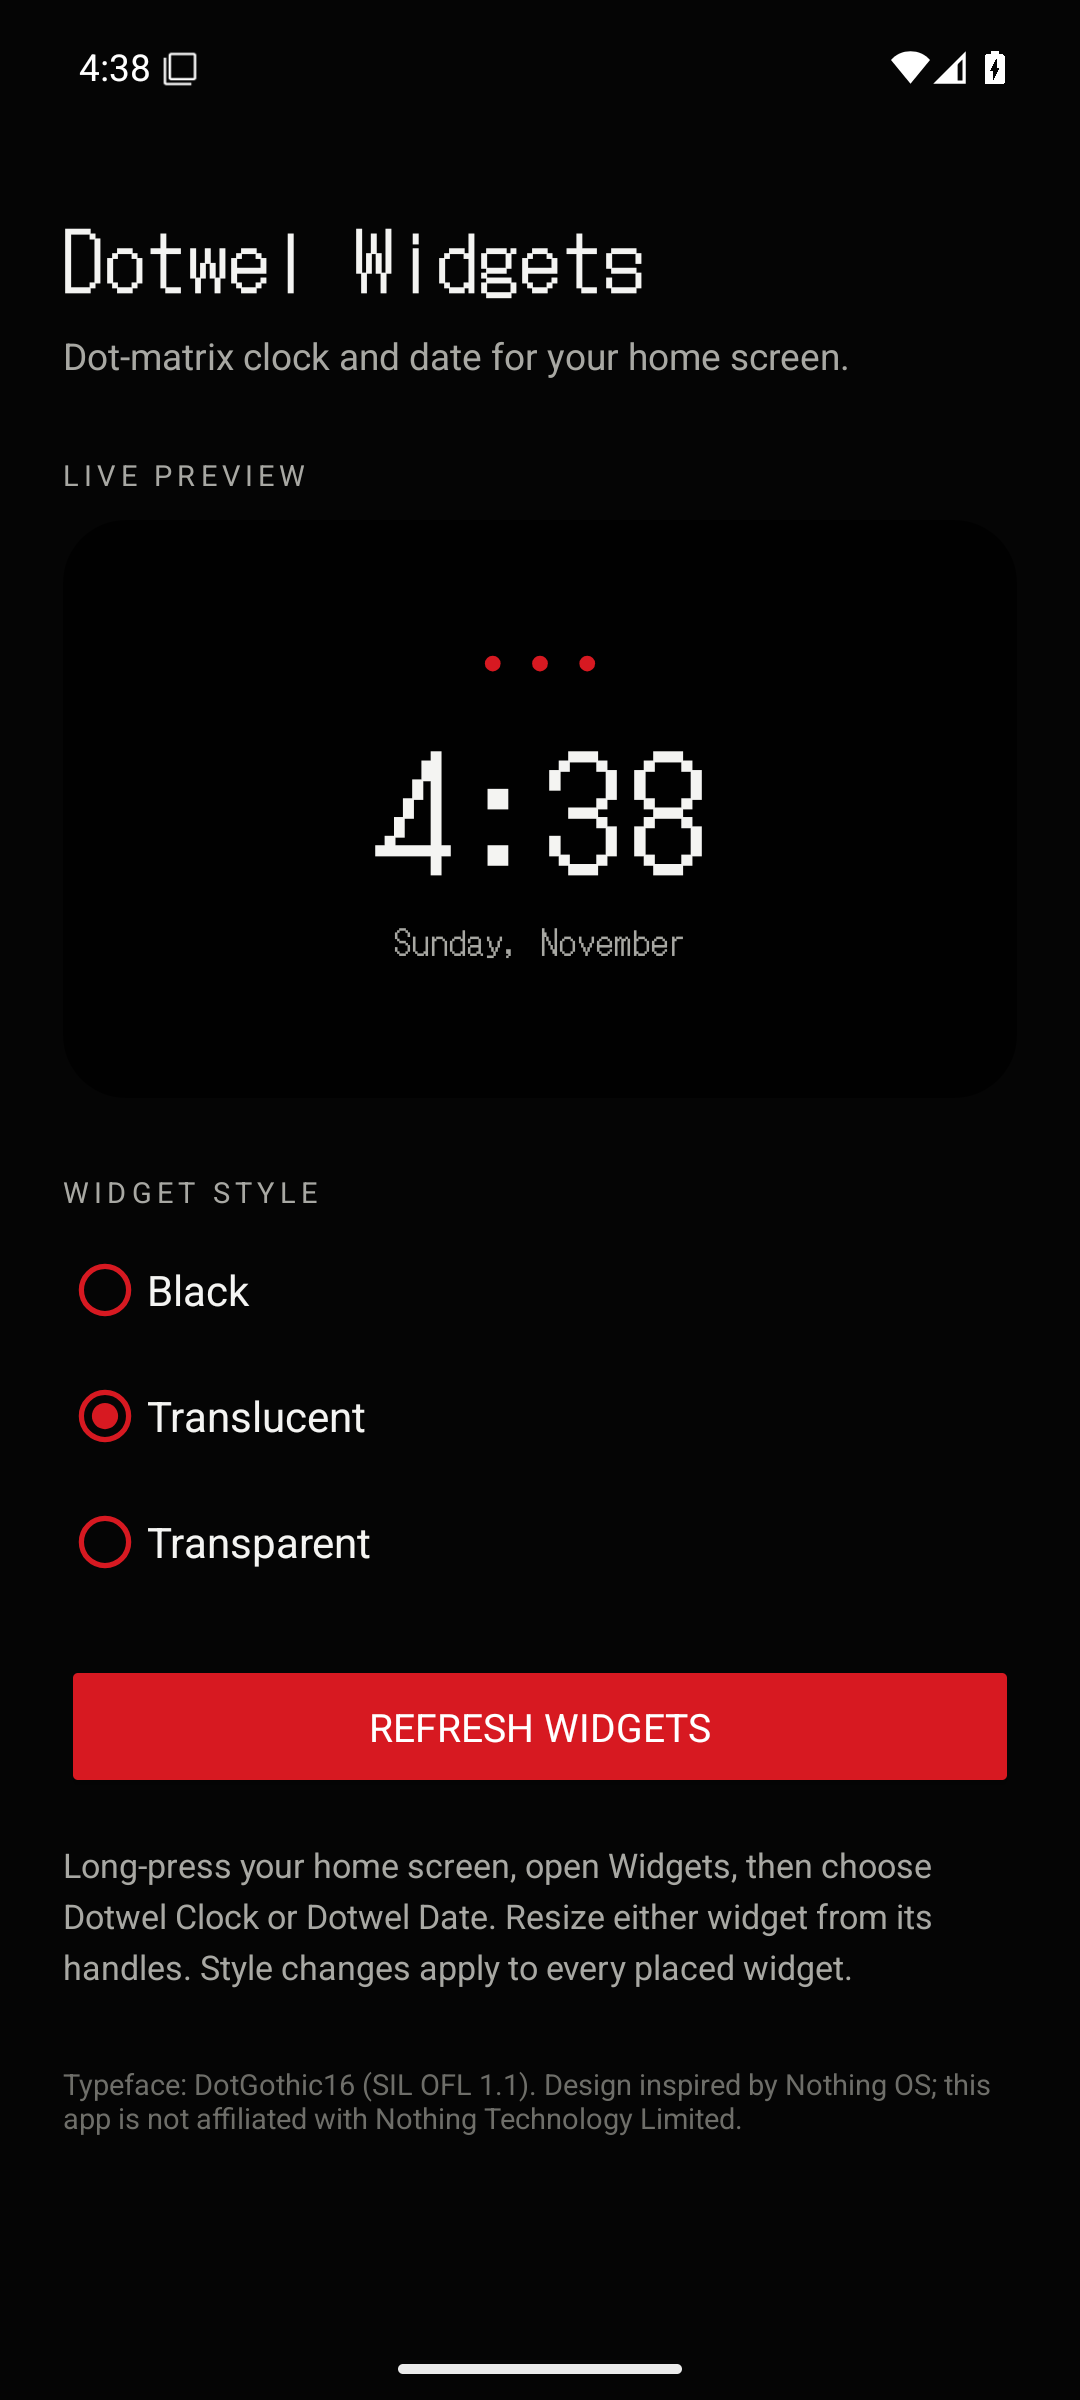 4:38
Dotwel Widgets
Dot-matrix clock and date for your home screen.
LIVE PREVIEW
4:38
Sunday, November
WIDGET STYLE
Black
Translucent
Transparent
REFRESH WIDGETS
Long-press your home screen, open Widgets, then choose
Dotwel Clock or Dotwel Date. Resize either widget from its
handles. Style changes apply to every placed widget.
Typeface: DotGothic16 (SIL OFL 1.1). Design inspired by Nothing OS; this
app is not affiliated with Nothing Technology Limited.